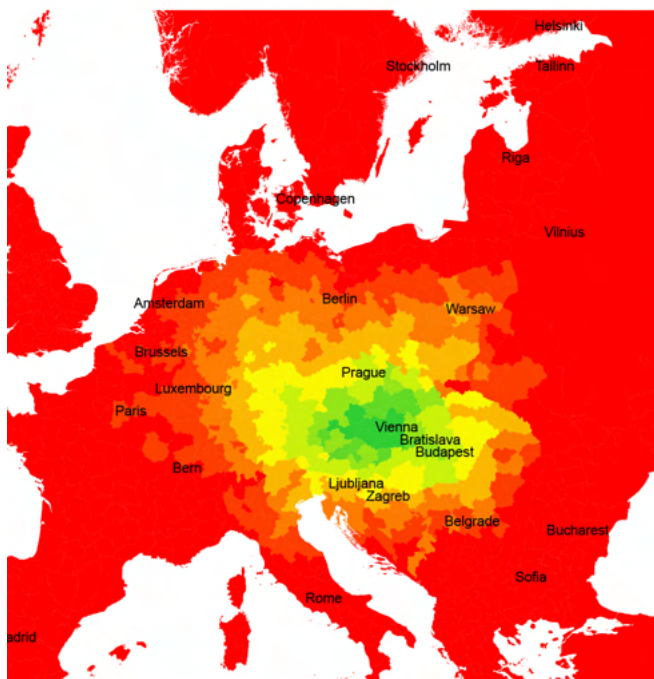 Helsinki
Stockholm
Tallinn
Riga
Copenhagen
Vilnius
Amsterdam
Berlin
Warsaw
Brussels
Prague
Luxembourg
Paris
Vienna
Bratislava
Budapest
Bern
Ljubljana
Zagreb
Belgrade
Bucharest
Sofia
Rome
adrid